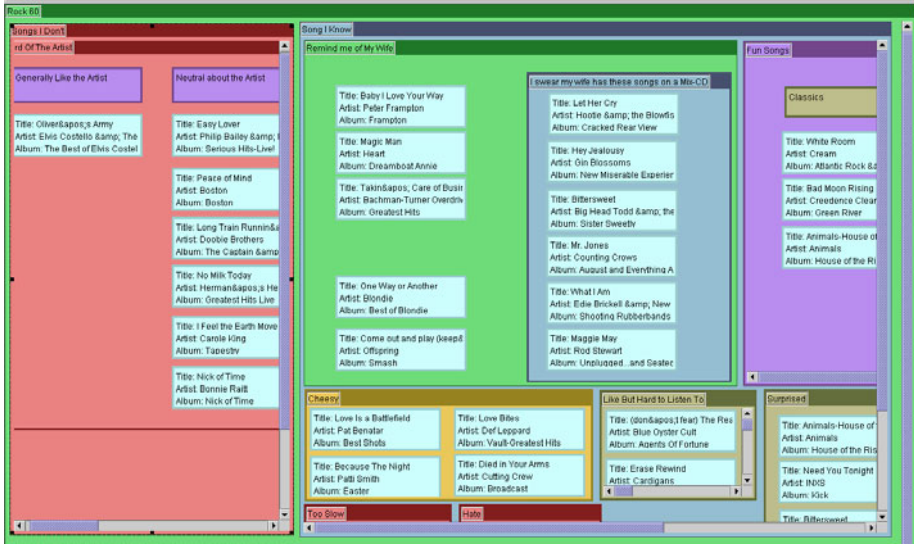 Rock 60
Songs I Don't
rd Of The Artist
Generally Like the Artist
Title: Oliver&apos;s Army
Artist: Elvis Costello &amp; The
Album: The Best of Elvis Costel
Neutral about the Artist
Title: Easy Lover
Artist: Philip Bailey &amp; I
Album: Serious Hits-Live!
Title: Peace of Mind
Artist: Boston
Album: Boston
Title: Long Train Runnin&a
Artist: Doobie Brothers
Album: The Captain &amp
Title: No Milk Today
Artist: Herman&apos;s He
Album: Greatest Hits Live
Title: I Feel the Earth Move
Artist: Carole King
Album: Tapestry
Title: Nick of Time
Artist: Bonnie Raitt
Album: Nick of Time
Song I Know
Remind me of My Wife
Title: Baby I Love Your Way
Artist: Peter Frampton
Album: Frampton
Title: Magic Man
Artist: Heart
Album: Dreamboat Annie
Title: Takin&apos; Care of Busir
Artist: Bachman-Turner Overdriv
Album: Greatest Hits
Title: One Way or Another
Artist: Blondie
Album: Best of Blondie
Title: Come out and play (keep&
Artist: Offspring
Album: Smash
I swear my wife has these songs on a Mix-CD
Title: Let Her Cry
Artist: Hootie &amp; the Blowfis
Album: Cracked Rear View
Title: Hey Jealousy
Artist: Gin Blossoms
Album: New Miserable Experier
Title: Bittersweet
Artist: Big Head Todd &amp; the
Album: Sister Sweetly
Title: Mr. Jones
Artist: Counting Crows
Album: August and Everything A
Title: What I Am
Artist: Edie Brickell &amp; New
Album: Shooting Rubberbands
Title: Maggie May
Artist: Rod Stewart
Album: Unplugged...and Seatec
Fun Songs
Classics
Title: White Room
Artist: Cream
Album: Atlantic Rock &a
Title: Bad Moon Rising
Artist: Creedence Clear
Album: Green River
Title: Animals-House of
Artist: Animals
Album: House of the Ri
Cheesy
Title: Love Is a Battlefield
Artist: Pat Benatar
Album: Best Shots
Title: Love Bites
Artist: Def Leppard
Album: Vault-Greatest Hits
Title: Because The Night
Artist: Patti Smith
Album: Easter
Title: Died in Your Arms
Artist: Cutting Crew
Album: Broadcast
Like But Hard to Listen To
Title: (don&apos;t fear) The Rea
Artist: Blue Oyster Cult
Album: Agents Of Fortune
Title: Erase Rewind
Artist: Cardigans
Surprised
Title: Animals-House of
Artist: Animals
Album: House of the Ris
Title: Need You Tonight
Artist: INXS
Album: Kick
Title: Bittersweet
Too Slow
Hate